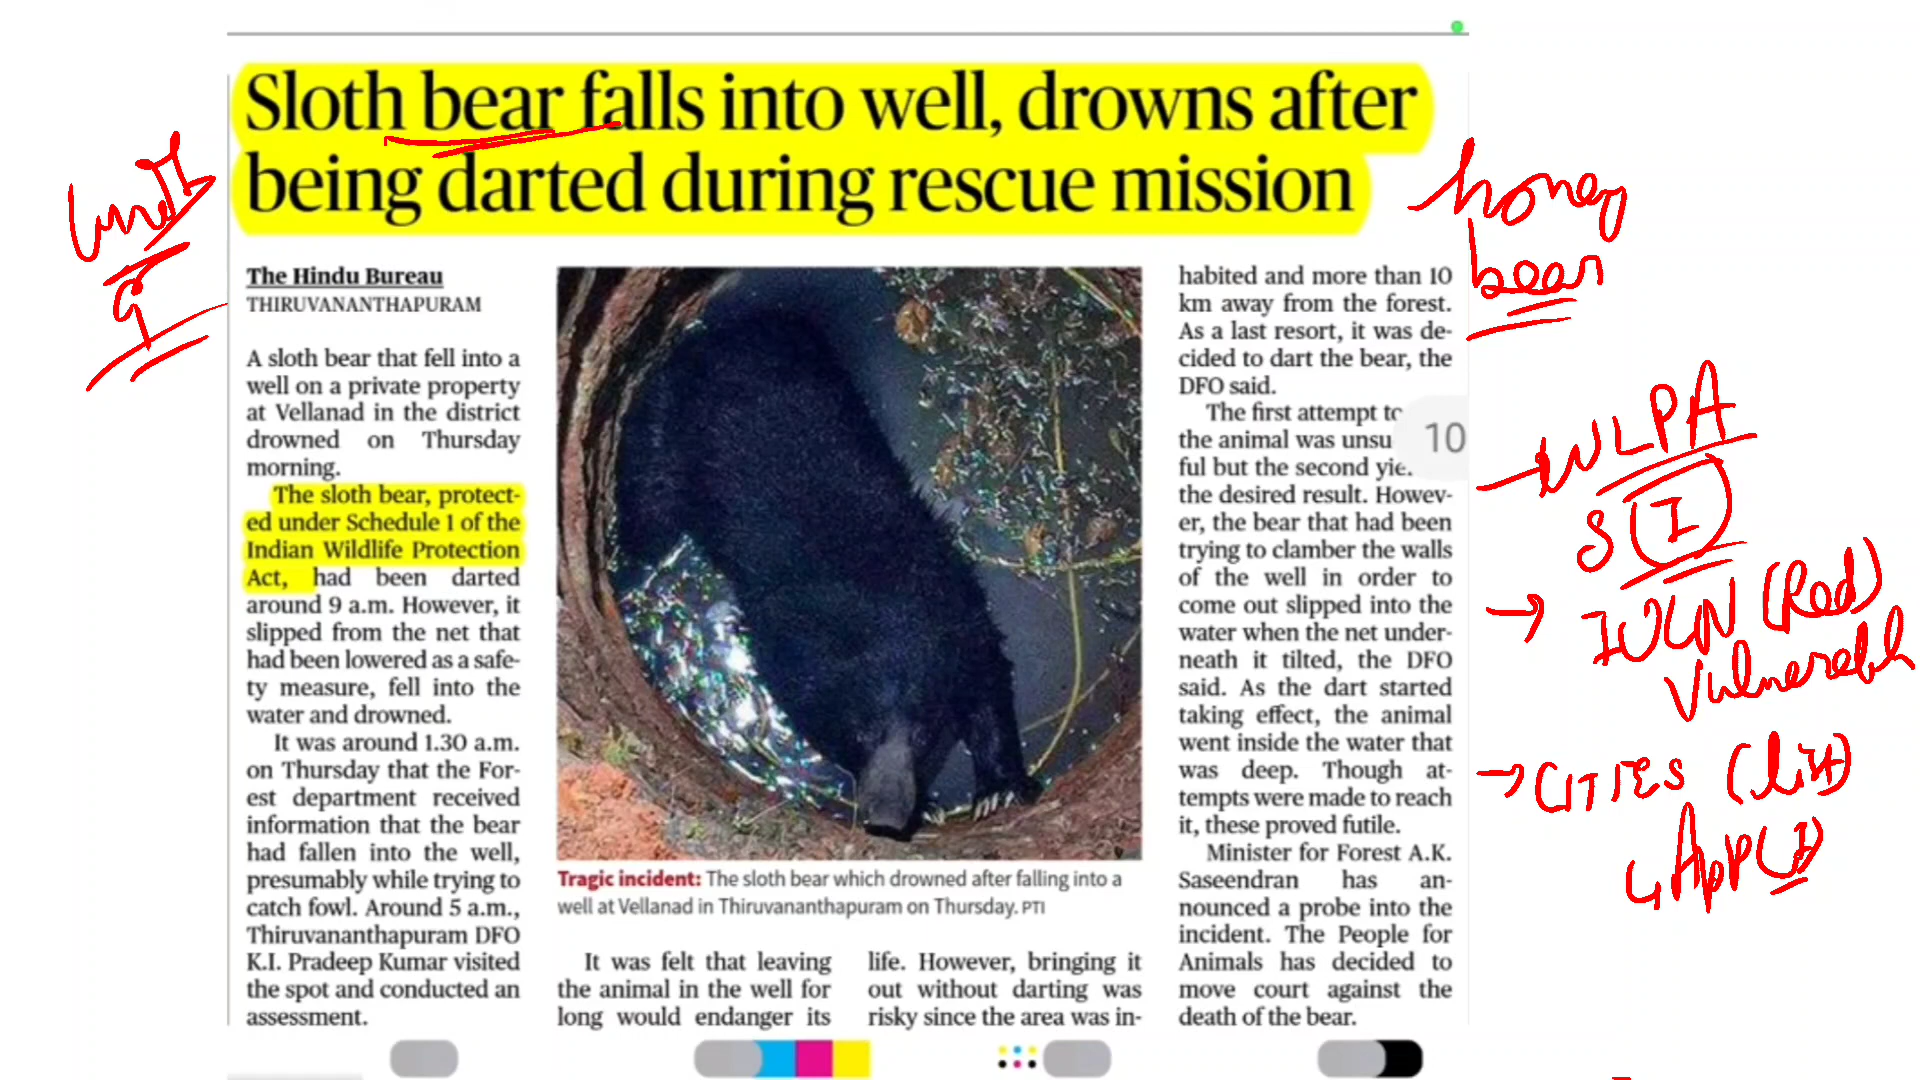 Sloth bear falls into well, drowns after
being darted during rescue mission
The Hindu Bureau
THIRUVANANTHAPURAM
A sloth bear that fell into a
well on a private property
at Vellanad in the district
drowned on Thursday
morning.
The sloth bear, protect-
ed under Schedule 1 of the
Indian Wildlife Protection
Act, had been darted
around 9 a.m. However, it
slipped from the net that
had been lowered as a safe-
ty measure, fell into the
water and drowned.
It was around 1.30 a.m.
on Thursday that the For-
est department received
information that the bear
had fallen into the well,
presumably while trying to
catch fowl. Around 5 a.m.,
Thiruvananthapuram DFO
K.I. Pradeep Kumar visited
the spot and conducted an
assessment.
Tragic incident: The sloth bear which drowned after falling into a
well at Vellanad in Thiruvananthapuram on Thursday. PTI
It was felt that leaving
the animal in the well for
long would endanger its
life. However, bringing it
out without darting was
risky since the area was in-
habited and more than 10
km away from the forest.
As a last resort, it was de-
cided to dart the bear, the
DFO said.
The first attempt to
the animal was unsu
ful but the second yie
the desired result. Howev-
er, the bear that had been
trying to clamber the walls
of the well in order to
come out slipped into the
water when the net under-
neath it tilted, the DFO
said. As the dart started
taking effect, the animal
went inside the water that
was deep. Though at-
tempts were made to reach
it, these proved futile.
Minister for Forest A.K.
Saseendran has an-
nounced a probe into the
incident. The People for
Animals has decided to
move court against the
death of the bear.
10
honey
bear
→ WLPA
S I
→ IUCN (Red)
Vulnerable
→ CITIES (list)
App (I)